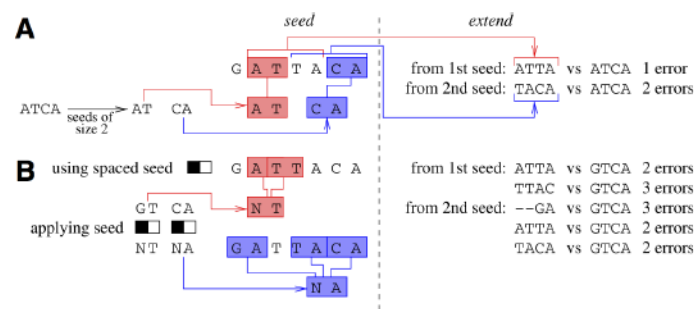 seed extend
A
G A T T A C A from 1st seed: ATTA vs ATCA 1 error
from 2nd seed: TACA vs ATCA 2 errors
ATCA seeds of size 2 AT CA A T C A
B using spaced seed G A T T A C A from 1st seed: ATTA vs GTCA 2 errors
TTAC vs GTCA 3 errors
GT CA N T from 2nd seed: --GA vs GTCA 3 errors
applying seed ATTA vs GTCA 2 errors
NT NA G A T T A C A TACA vs GTCA 2 errors
N A